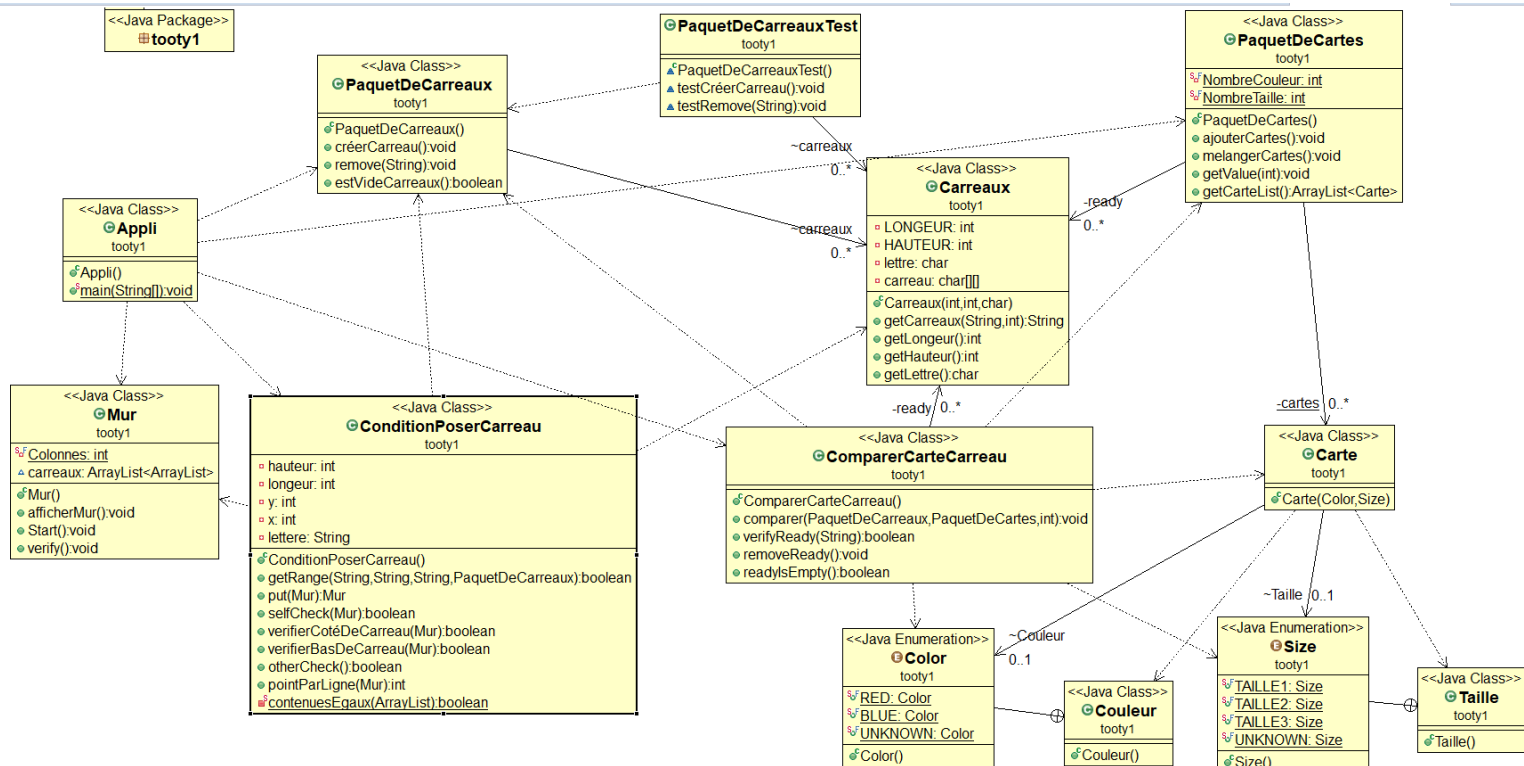 <<Java Package>>
tooty1
<<Java Class>>
PaquetDeCarreaux
tooty1
PaquetDeCarreaux()
créerCarreau():void
remove(String):void
estVideCarreaux():boolean
PaquetDeCarreauxTest
tooty1
PaquetDeCarreauxTest()
testCréerCarreau():void
testRemove(String):void
<<Java Class>>
PaquetDeCartes
tooty1
NombreCouleur: int
NombreTaille: int
PaquetDeCartes()
ajouterCartes():void
melangerCartes():void
getValue(int):void
getCarteList():ArrayList<Carte>
~carreaux
0..*
~carreaux
0..*
-ready
0..*
<<Java Class>>
Carreaux
tooty1
LONGEUR: int
HAUTEUR: int
lettre: char
carreau: char[][]
Carreaux(int,int,char)
getCarreaux(String,int):String
getLongeur():int
getHauteur():int
getLettre():char
<<Java Class>>
Appli
tooty1
Appli()
main(String[]):void
<<Java Class>>
Mur
tooty1
Colonnes: int
carreaux: ArrayList<ArrayList>
Mur()
afficherMur():void
Start():void
verify():void
<<Java Class>>
ConditionPoserCarreau
tooty1
hauteur: int
longeur: int
y: int
x: int
lettere: String
ConditionPoserCarreau()
getRange(String,String,String,PaquetDeCarreaux):boolean
put(Mur):Mur
selfCheck(Mur):boolean
verifierCotéDeCarreau(Mur):boolean
verifierBasDeCarreau(Mur):boolean
otherCheck():boolean
pointParLigne(Mur):int
contenuesEgaux(ArrayList):boolean
-ready 0..*
<<Java Class>>
ComparerCarteCarreau
tooty1
ComparerCarteCarreau()
comparer(PaquetDeCarreaux,PaquetDeCartes,int):void
verifyReady(String):boolean
removeReady():void
readyIsEmpty():boolean
-cartes 0..*
<<Java Class>>
Carte
tooty1
Carte(Color,Size)
~Taille 0..1
~Couleur
0..1
<<Java Enumeration>>
Color
tooty1
RED: Color
BLUE: Color
UNKNOWN: Color
Color()
<<Java Class>>
Couleur
tooty1
Couleur()
<<Java Enumeration>>
Size
tooty1
TAILLE1: Size
TAILLE2: Size
TAILLE3: Size
UNKNOWN: Size
Size()
<<Java Class>>
Taille
tooty1
Taille()